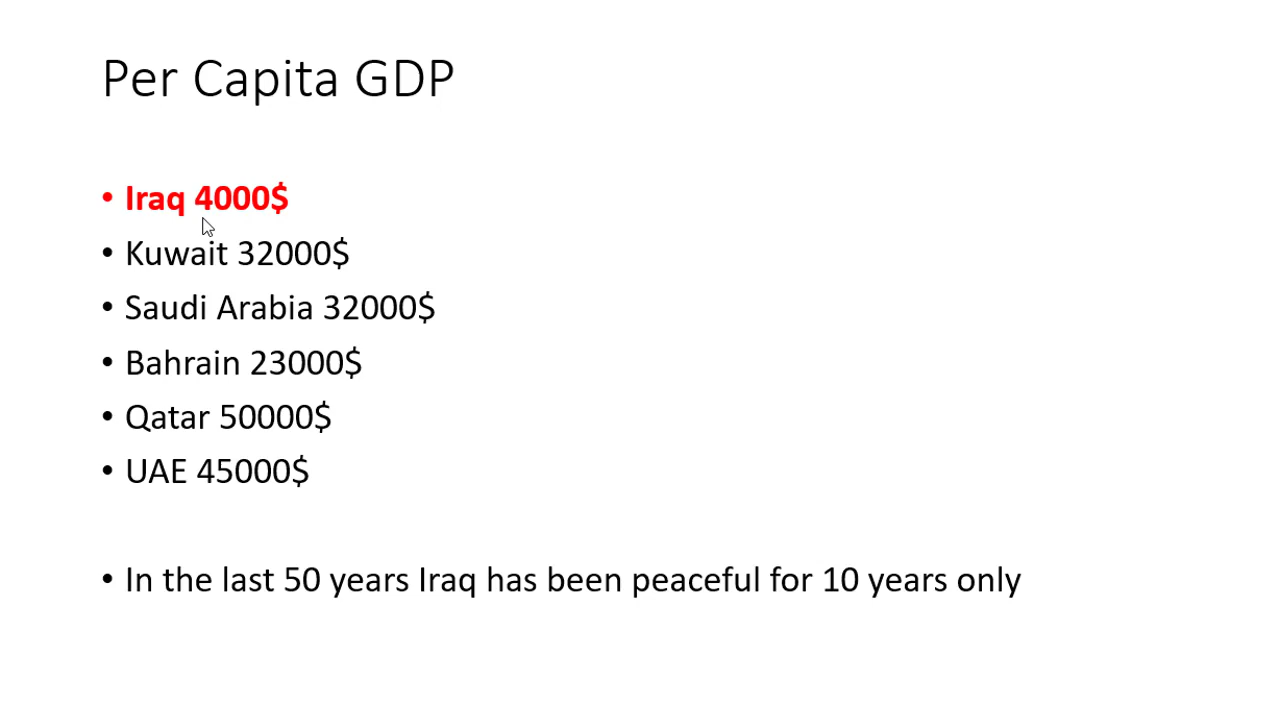 Per Capita GDP
• Iraq 4000$
• Kuwait 32000$
• Saudi Arabia 32000$
• Bahrain 23000$
• Qatar 50000$
• UAE 45000$
• In the last 50 years Iraq has been peaceful for 10 years only